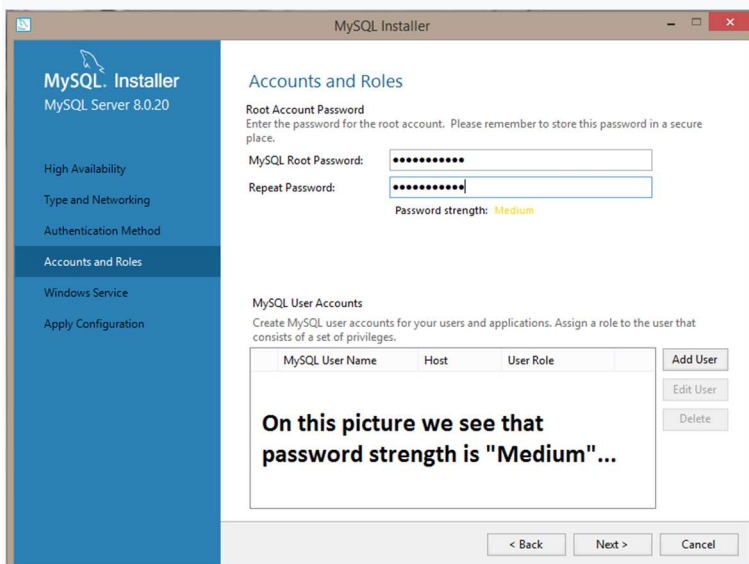 MySQL Installer
MySQL. Installer
MySQL Server 8.0.20
High Availability
Type and Networking
Authentication Method
Accounts and Roles
Windows Service
Apply Configuration
Accounts and Roles
Root Account Password
Enter the password for the root account.  Please remember to store this password in a secure
place.
MySQL Root Password: •••••••••••
Repeat Password: •••••••••••
Password strength: Medium
MySQL User Accounts
Create MySQL user accounts for your users and applications. Assign a role to the user that
consists of a set of privileges.
MySQL User Name Host User Role
Add User
Edit User
Delete
On this picture we see that
password strength is "Medium"...
< Back Next > Cancel